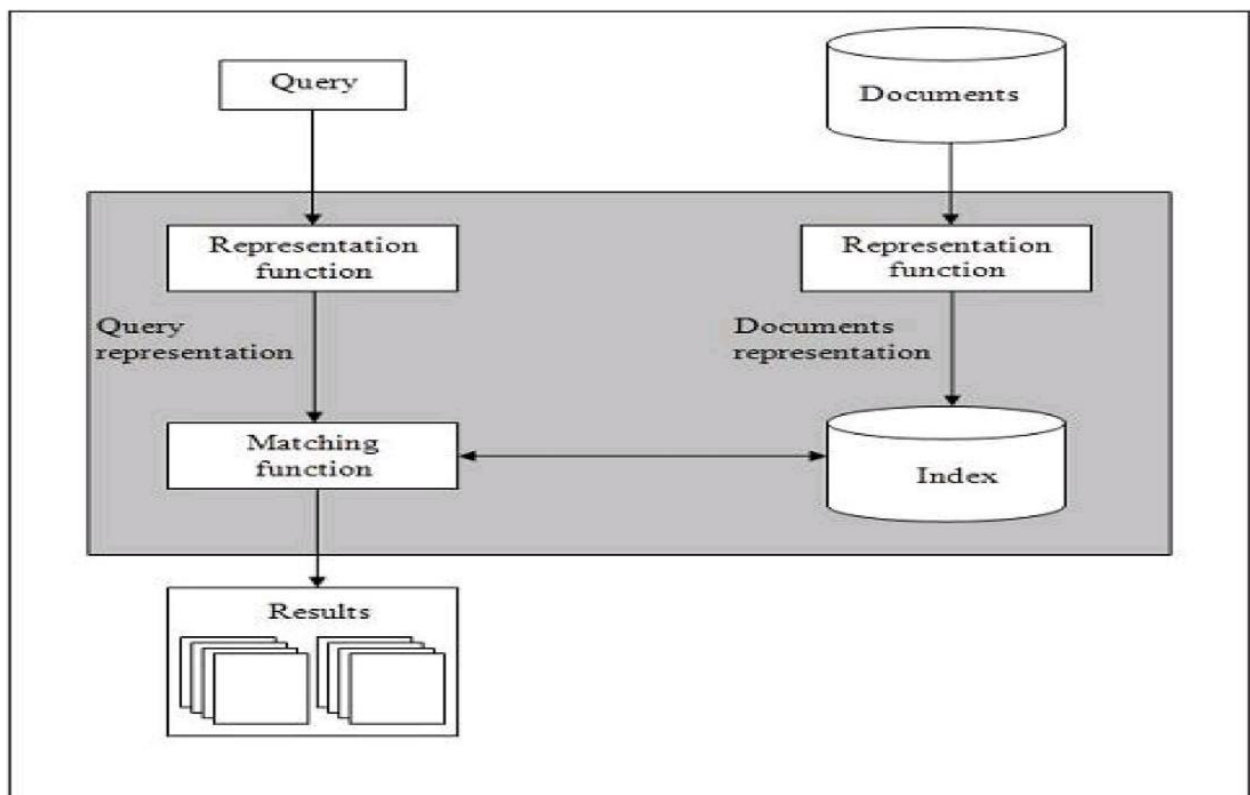 Query
Documents
Representation
function
Representation
function
Query
representation
Documents
representation
Matching
function
Index
Results